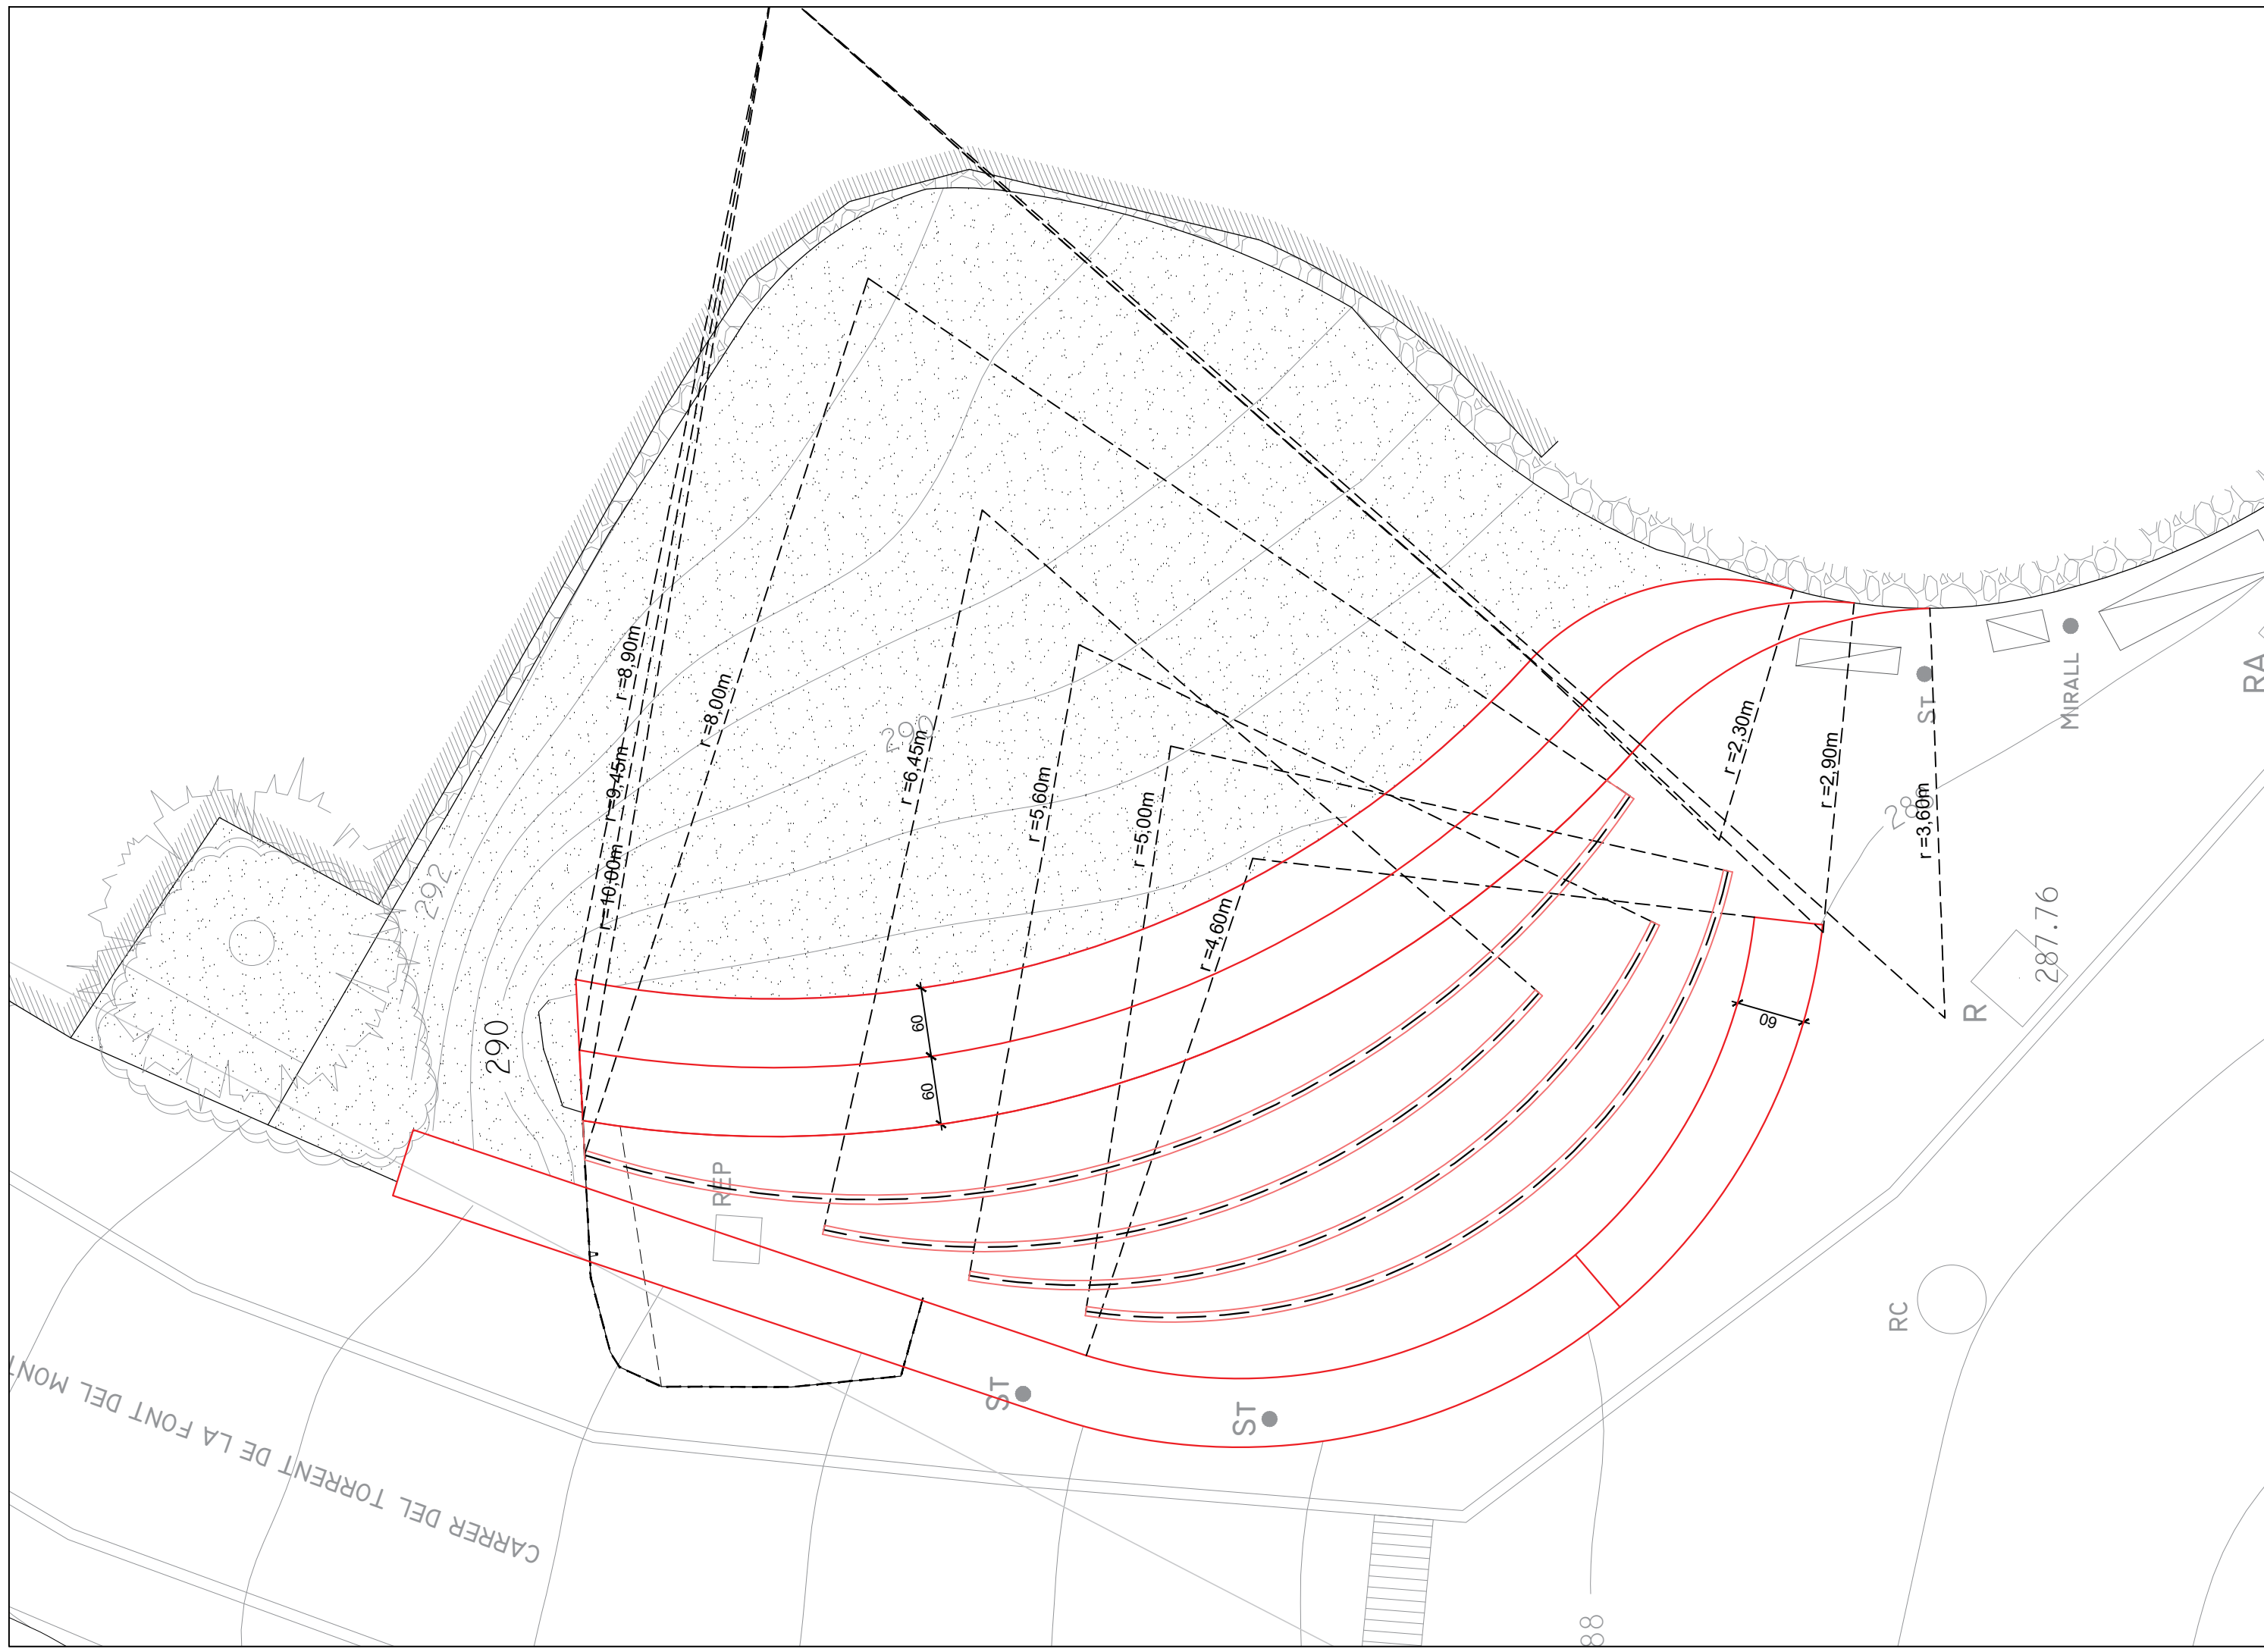 r =8,90m
r =9,45m
r =10,00m
r =8,00m
r =6,45m
r =5,60m
r =5,00m
r =4,60m
r =2,30m
r =2,90m
r =3,60m
60
60
60
292
290
REP
ST
ST
ST
MIRALL
RA
R
287.76
RC
88
CARRER DEL TORRENT DE LA FONT DEL MONT